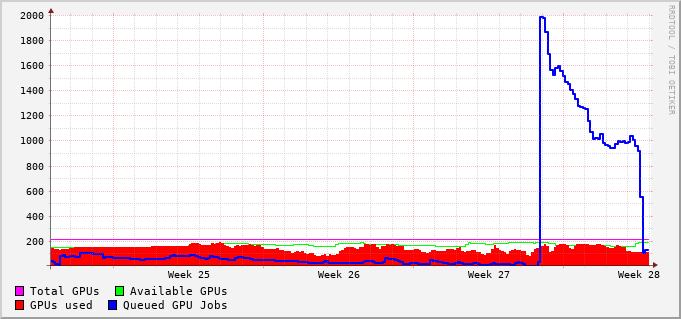 2000
1800
1600
1400
1200
1000
800
600
400
200
Week 25 Week 26 Week 27 Week 28
Total GPUs Available GPUs
GPUs used Queued GPU Jobs
RRDTOOL / TOBI OETIKER